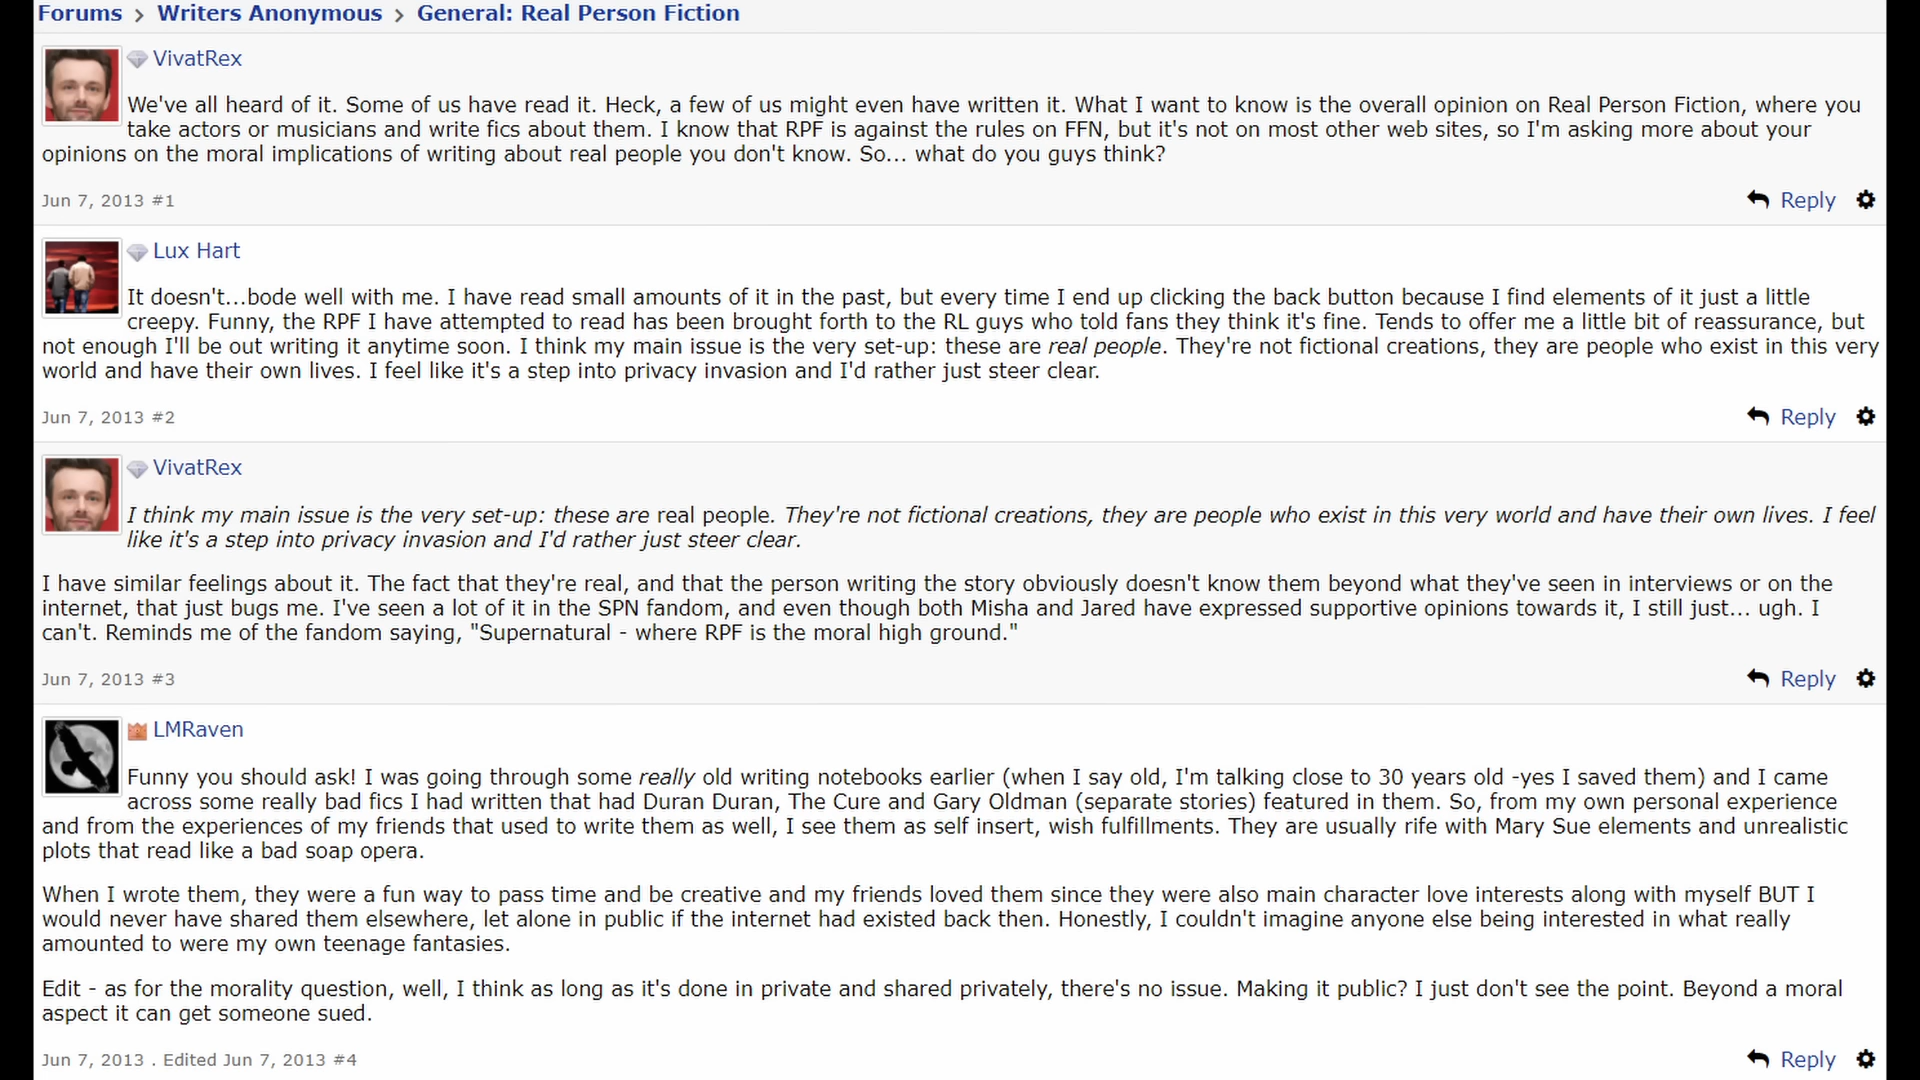 Forums > Writers Anonymous > General: Real Person Fiction
VivatRex
We've all heard of it. Some of us have read it. Heck, a few of us might even have written it. What I want to know is the overall opinion on Real Person Fiction, where you
take actors or musicians and write fics about them. I know that RPF is against the rules on FFN, but it's not on most other web sites, so I'm asking more about your
opinions on the moral implications of writing about real people you don't know. So... what do you guys think?
Jun 7, 2013 #1
Reply
Lux Hart
It doesn't...bode well with me. I have read small amounts of it in the past, but every time I end up clicking the back button because I find elements of it just a little
creepy. Funny, the RPF I have attempted to read has been brought forth to the RL guys who told fans they think it's fine. Tends to offer me a little bit of reassurance, but
not enough I'll be out writing it anytime soon. I think my main issue is the very set-up: these are real people. They're not fictional creations, they are people who exist in this very
world and have their own lives. I feel like it's a step into privacy invasion and I'd rather just steer clear.
Jun 7, 2013 #2
Reply
VivatRex
I think my main issue is the very set-up: these are real people. They're not fictional creations, they are people who exist in this very world and have their own lives. I feel
like it's a step into privacy invasion and I'd rather just steer clear.
I have similar feelings about it. The fact that they're real, and that the person writing the story obviously doesn't know them beyond what they've seen in interviews or on the
internet, that just bugs me. I've seen a lot of it in the SPN fandom, and even though both Misha and Jared have expressed supportive opinions towards it, I still just... ugh. I
can't. Reminds me of the fandom saying, "Supernatural - where RPF is the moral high ground."
Jun 7, 2013 #3
Reply
LMRaven
Funny you should ask! I was going through some really old writing notebooks earlier (when I say old, I'm talking close to 30 years old -yes I saved them) and I came
across some really bad fics I had written that had Duran Duran, The Cure and Gary Oldman (separate stories) featured in them. So, from my own personal experience
and from the experiences of my friends that used to write them as well, I see them as self insert, wish fulfillments. They are usually rife with Mary Sue elements and unrealistic
plots that read like a bad soap opera.
When I wrote them, they were a fun way to pass time and be creative and my friends loved them since they were also main character love interests along with myself BUT I
would never have shared them elsewhere, let alone in public if the internet had existed back then. Honestly, I couldn't imagine anyone else being interested in what really
amounted to were my own teenage fantasies.
Edit - as for the morality question, well, I think as long as it's done in private and shared privately, there's no issue. Making it public? I just don't see the point. Beyond a moral
aspect it can get someone sued.
Jun 7, 2013 . Edited Jun 7, 2013 #4
Reply